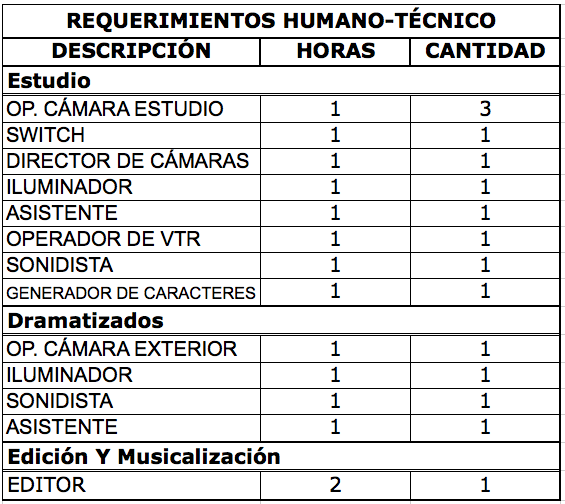 REQUERIMIENTOS HUMANO-TÉCNICO
DESCRIPCIÓN HORAS CANTIDAD
Estudio
OP. CÁMARA ESTUDIO 1 3
SWITCH 1 1
DIRECTOR DE CÁMARAS 1 1
ILUMINADOR 1 1
ASISTENTE 1 1
OPERADOR DE VTR 1 1
SONIDISTA 1 1
GENERADOR DE CARACTERES 1 1
Dramatizados
OP. CÁMARA EXTERIOR 1 1
ILUMINADOR 1 1
SONIDISTA 1 1
ASISTENTE 1 1
Edición Y Musicalización
EDITOR 2 1